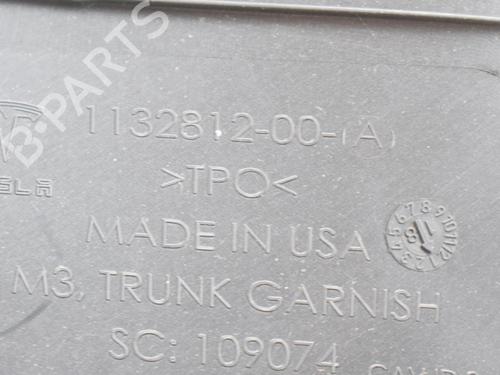 1132812-00-(A)
>TPO<
MADE IN USA
M3, TRUNK GARNISH
SC: 109074
B-PARTS